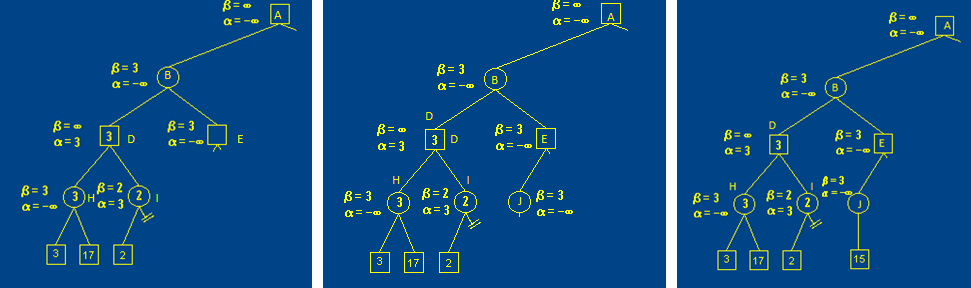 β = ∞
α = −∞
A
β = 3
α = −∞
B
β = ∞
α = 3
3
D
β = 3
α = −∞
E
β = 3
α = −∞
3
H
β = 2
α = 3
2
I
3
17
2
β = ∞
α = −∞
A
β = 3
α = −∞
B
D
β = ∞
α = 3
3
D
β = 3
α = −∞
E
H
I
β = 3
α = −∞
3
β = 2
α = 3
2
J
β = 3
α = −∞
3
17
2
β = ∞
α = −∞
A
β = 3
α = −∞
B
D
β = ∞
α = 3
3
β = 3
α = −∞
E
H
I
β = 3
α = −∞
3
β = 2
α = 3
2
β = 3
α = −∞
J
3
17
2
15